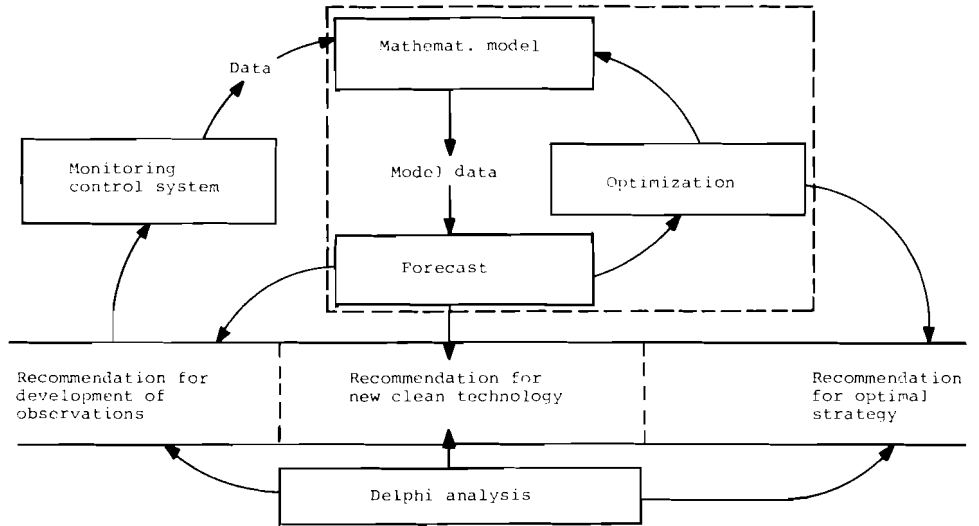 Mathemat. model
Data
Monitoring
control system
Model data
Optimization
Forecast
Recommendation for
development of
observations
Recommendation for
new clean technology
Recommendation
for optimal
strategy
Delphi analysis